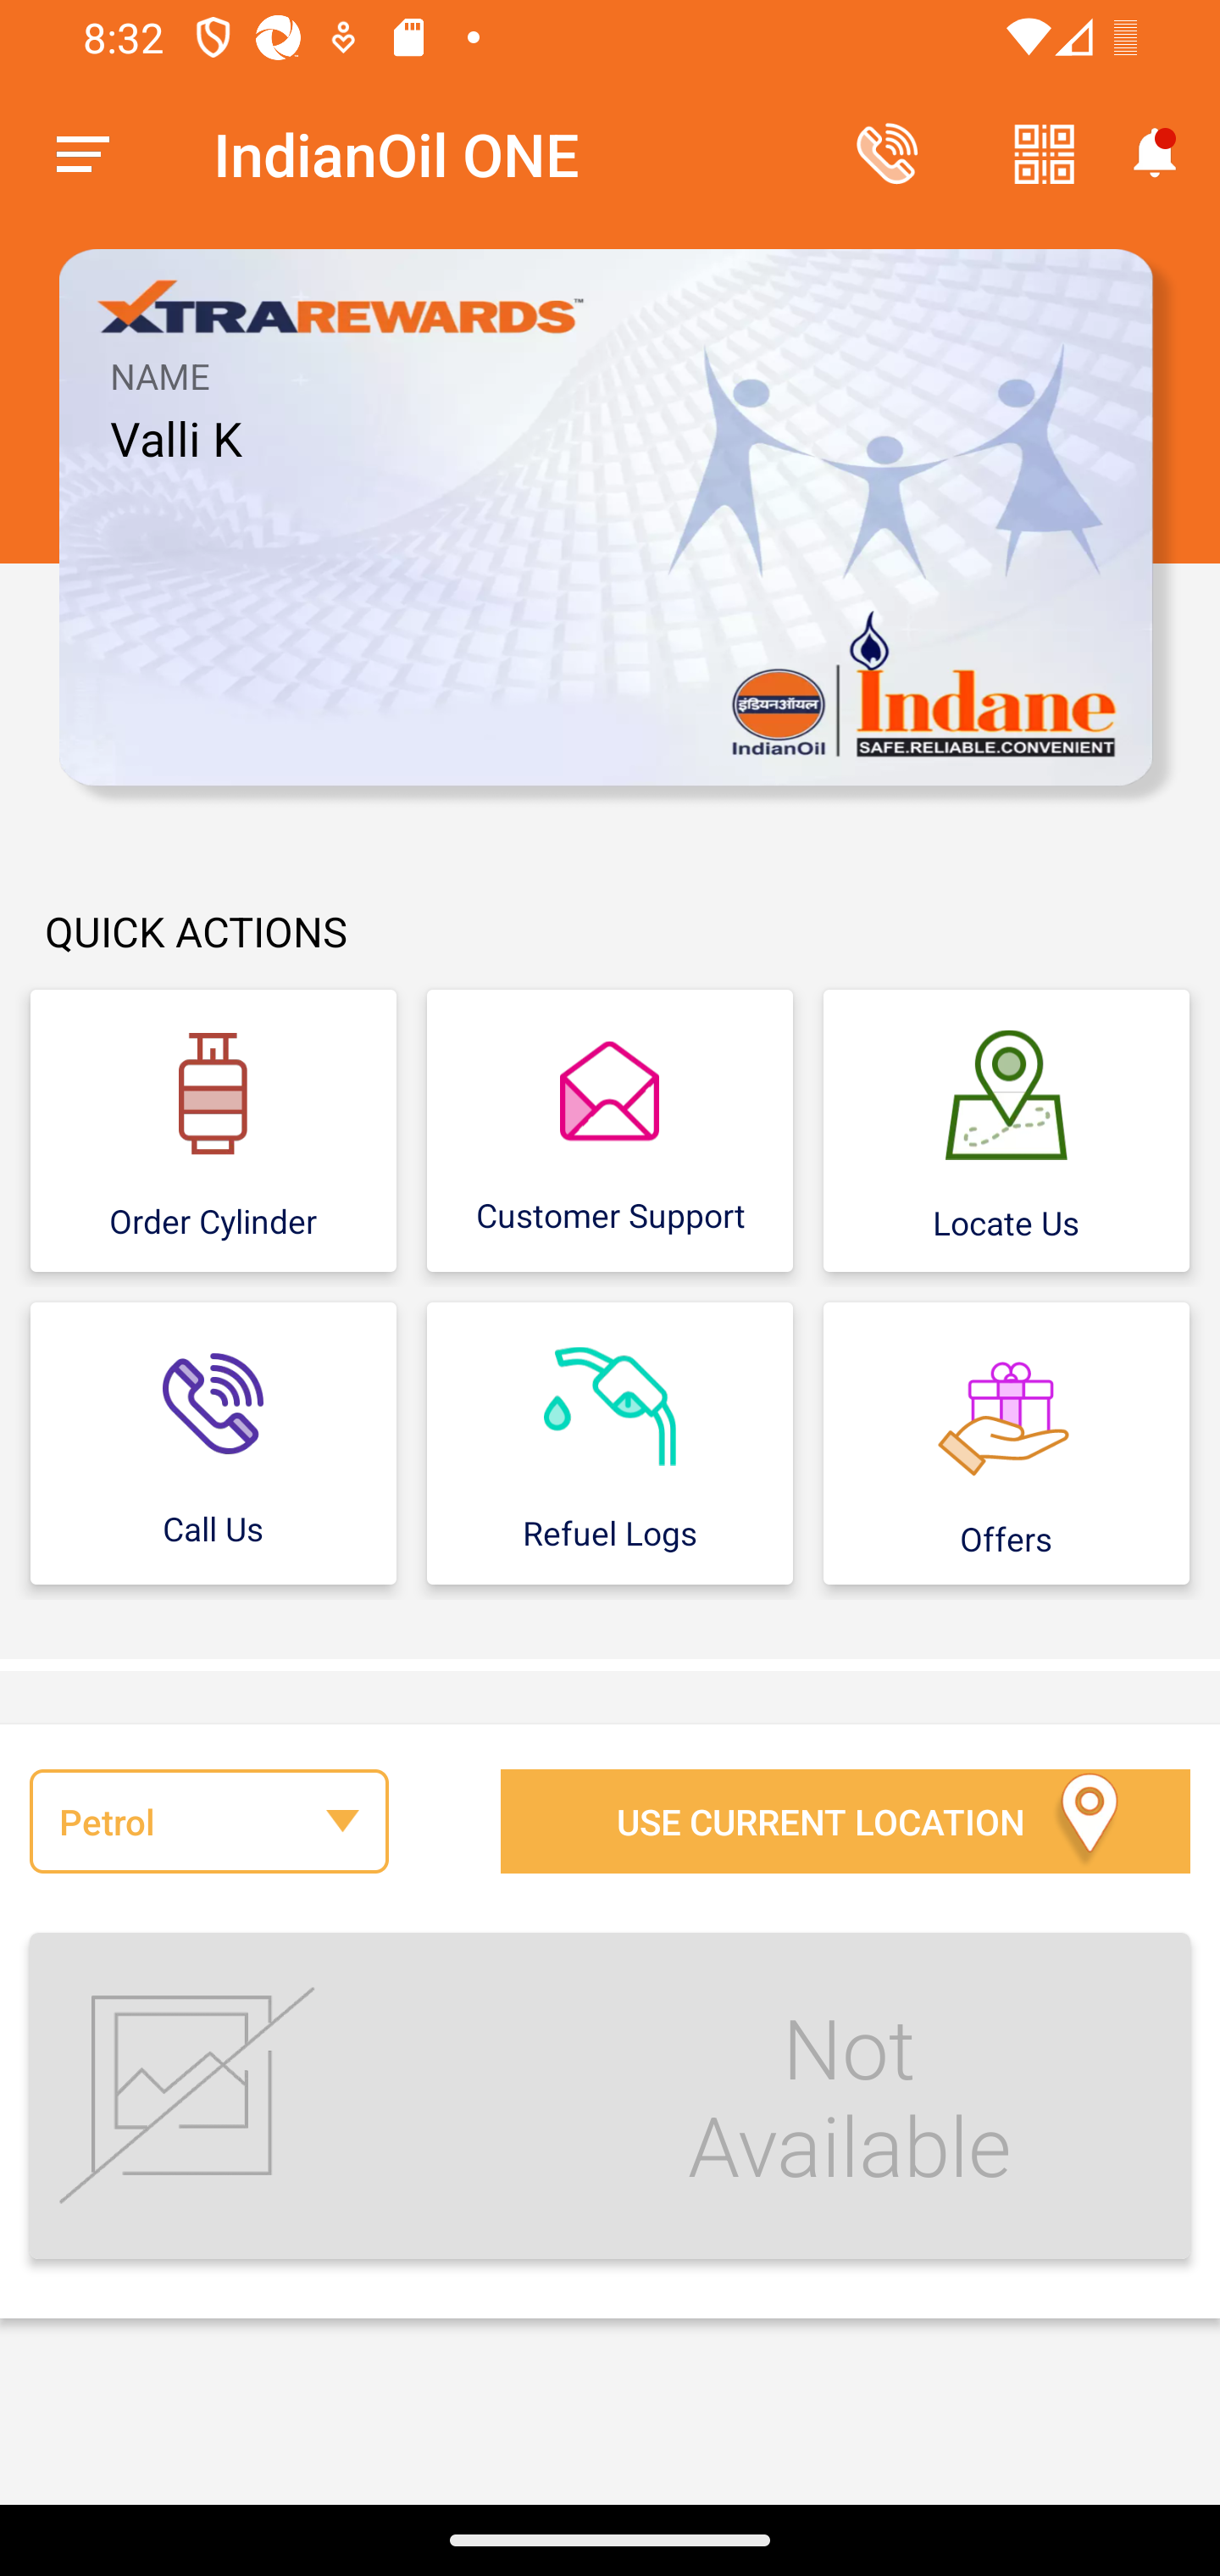 8:32
IndianOil ONE
XTRAREWARDS™
NAME
Valli K
इंडियनऑयल
IndianOil
Indane
SAFE.RELIABLE.CONVENIENT
QUICK ACTIONS
Order Cylinder
Customer Support
Locate Us
Call Us
Refuel Logs
Offers
Petrol
USE CURRENT LOCATION
Not
Available